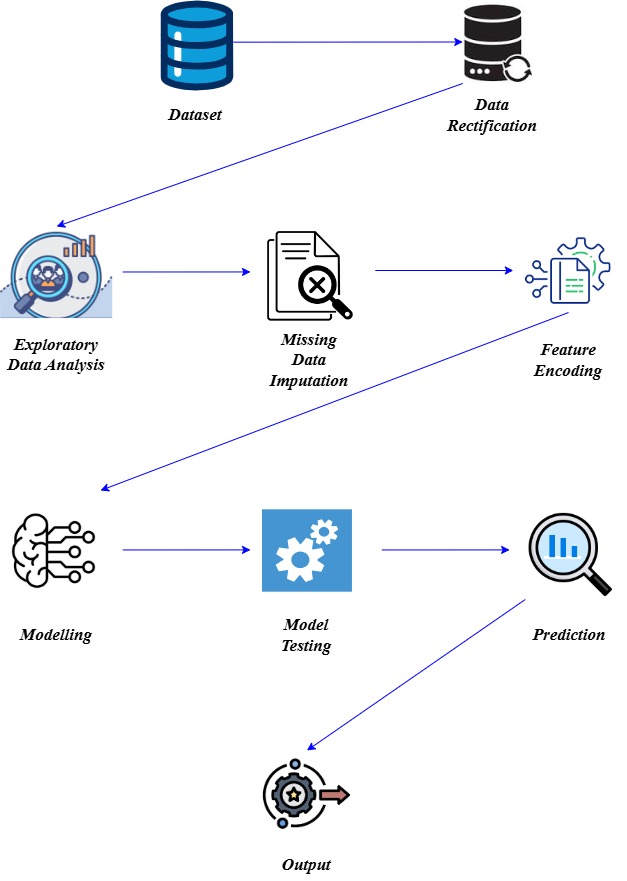 Dataset
Data
Rectification
Exploratory
Data Analysis
Missing
Data
Imputation
Feature
Encoding
Modelling
Model
Testing
Prediction
Output